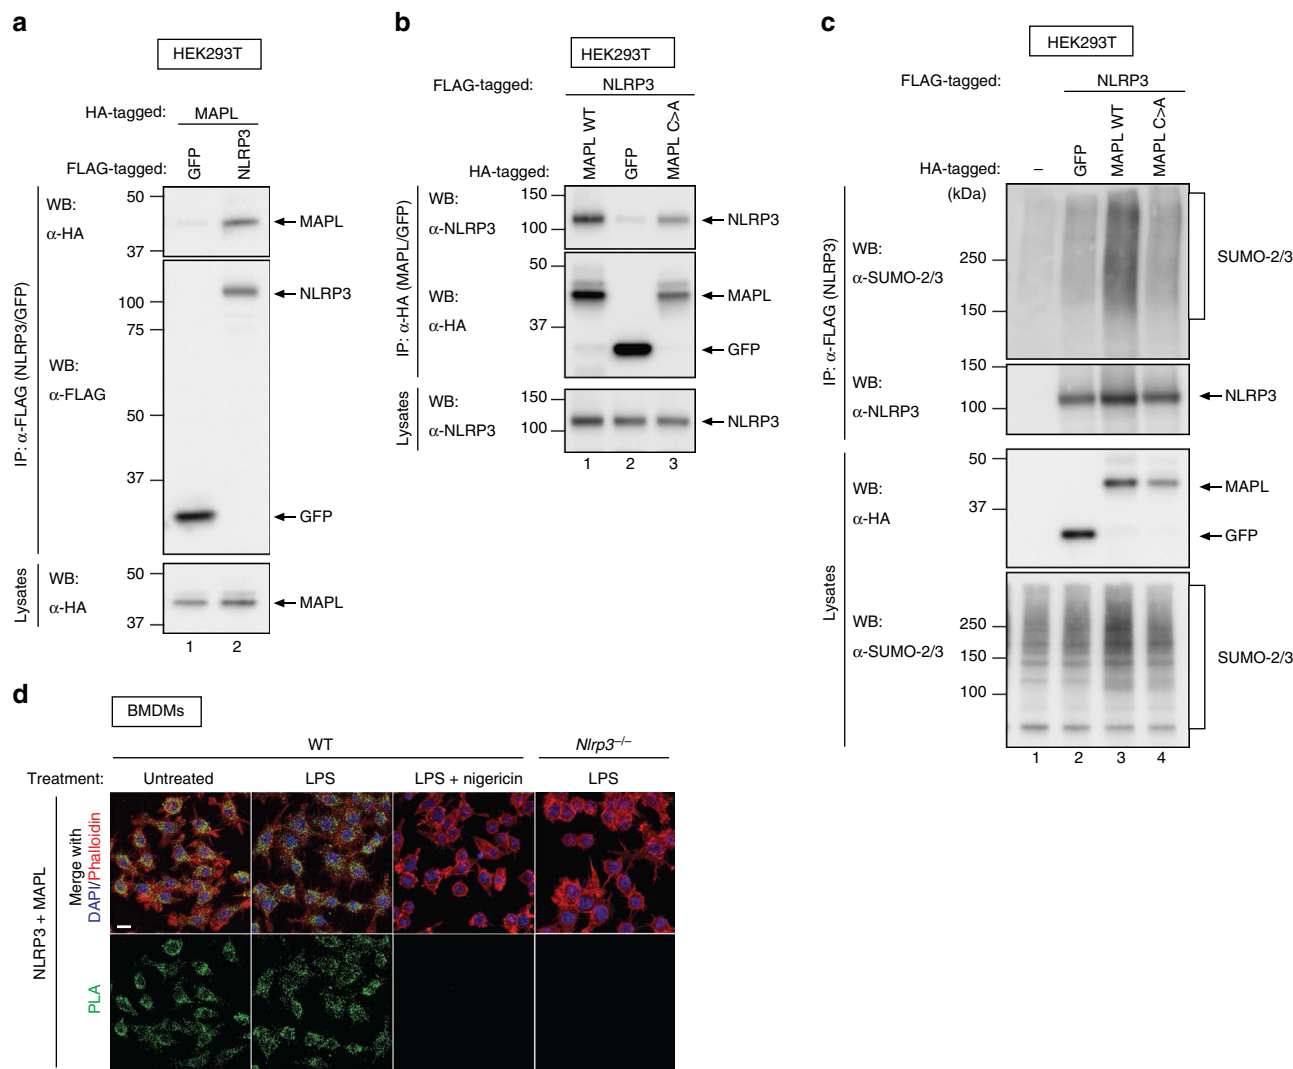 a
HEK293T
HA-tagged: MAPL
FLAG-tagged: GFP NLRP3
IP: α-FLAG (NLRP3/GFP)
WB:
α-HA
50
37
MAPL
WB:
α-FLAG
100
75
50
37
NLRP3
GFP
Lysates
WB:
α-HA
50
37
MAPL
1 2
b
HEK293T
FLAG-tagged: NLRP3
HA-tagged: MAPL WT GFP MAPL C>A
IP: α-HA (MAPL/GFP)
WB:
α-NLRP3
150
100
NLRP3
WB:
α-HA
50
37
MAPL
GFP
Lysates
WB:
α-NLRP3
150
100
NLRP3
1 2 3
c
HEK293T
FLAG-tagged: NLRP3
HA-tagged: – GFP MAPL WT MAPL C>A
(kDa)
IP: α-FLAG (NLRP3)
WB:
α-SUMO-2/3
250
150
SUMO-2/3
WB:
α-NLRP3
150
100
NLRP3
Lysates
WB:
α-HA
50
37
MAPL
GFP
WB:
α-SUMO-2/3
250
150
100
SUMO-2/3
1 2 3 4
d
BMDMs
WT Nlrp3–/–
Treatment: Untreated LPS LPS + nigericin LPS
NLRP3 + MAPL
Merge with
DAPI/Phalloidin
PLA